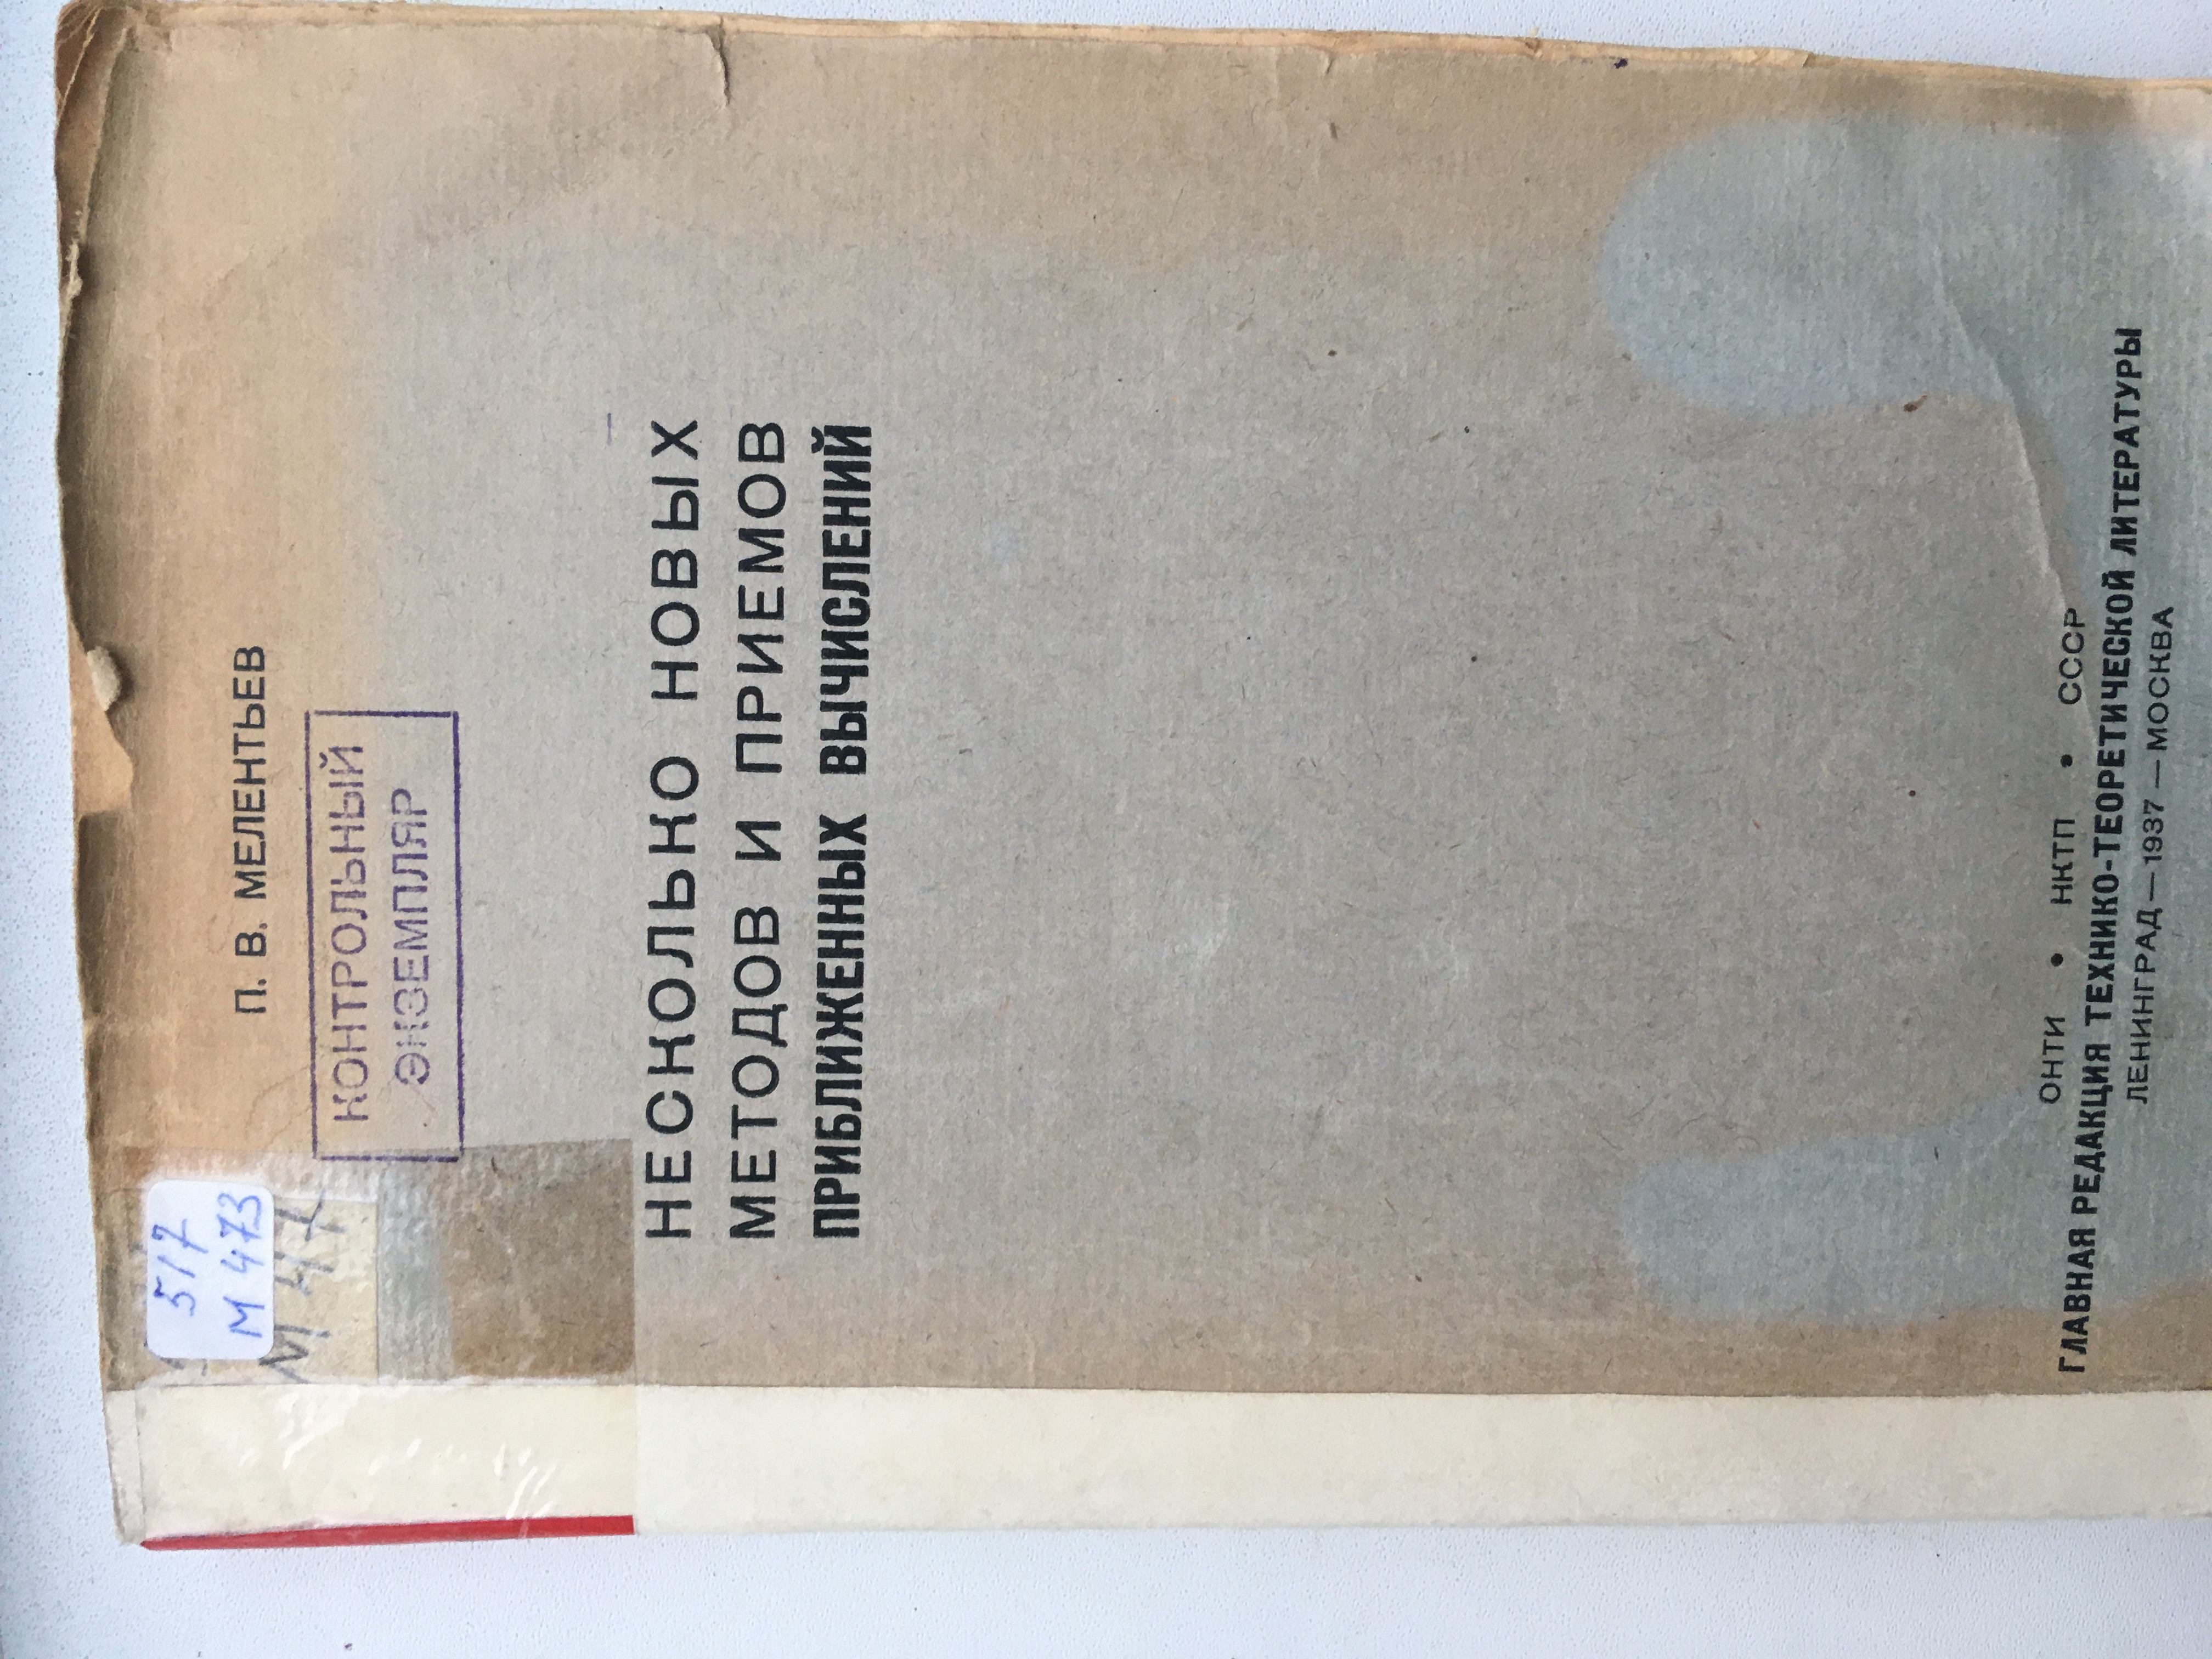 517
М 473
М 47
П. В. МЕЛЕНТЬЕВ
КОНТРОЛЬНЫЙ
ЭКЗЕМПЛЯР
НЕСКОЛЬКО НОВЫХ
МЕТОДОВ И ПРИЕМОВ
ПРИБЛИЖЕННЫХ ВЫЧИСЛЕНИЙ
ОНТИ • НКТП • СССР
ГЛАВНАЯ РЕДАКЦИЯ ТЕХНИКО-ТЕОРЕТИЧЕСКОЙ ЛИТЕРАТУРЫ
ЛЕНИНГРАД — 1937 — МОСКВА